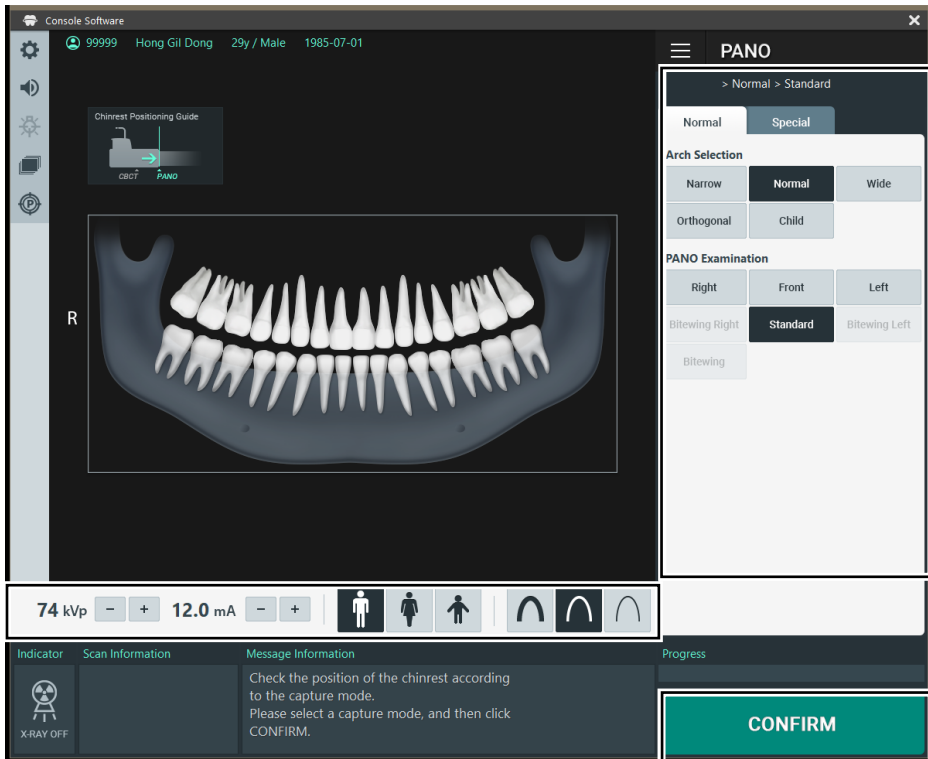 Console Software
99999 Hong Gil Dong 29y / Male 1985-07-01
PANO
> Normal > Standard
Normal Special
Chinrest Positioning Guide
CBCT PANO
Arch Selection
Narrow Normal Wide
Orthogonal Child
PANO Examination
Right Front Left
Bitewing Right Standard Bitewing Left
Bitewing
R
74 kVp − + 12.0 mA − +
Indicator Scan Information Message Information Progress
X-RAY OFF
Check the position of the chinrest according
to the capture mode.
Please select a capture mode, and then click
CONFIRM.
CONFIRM